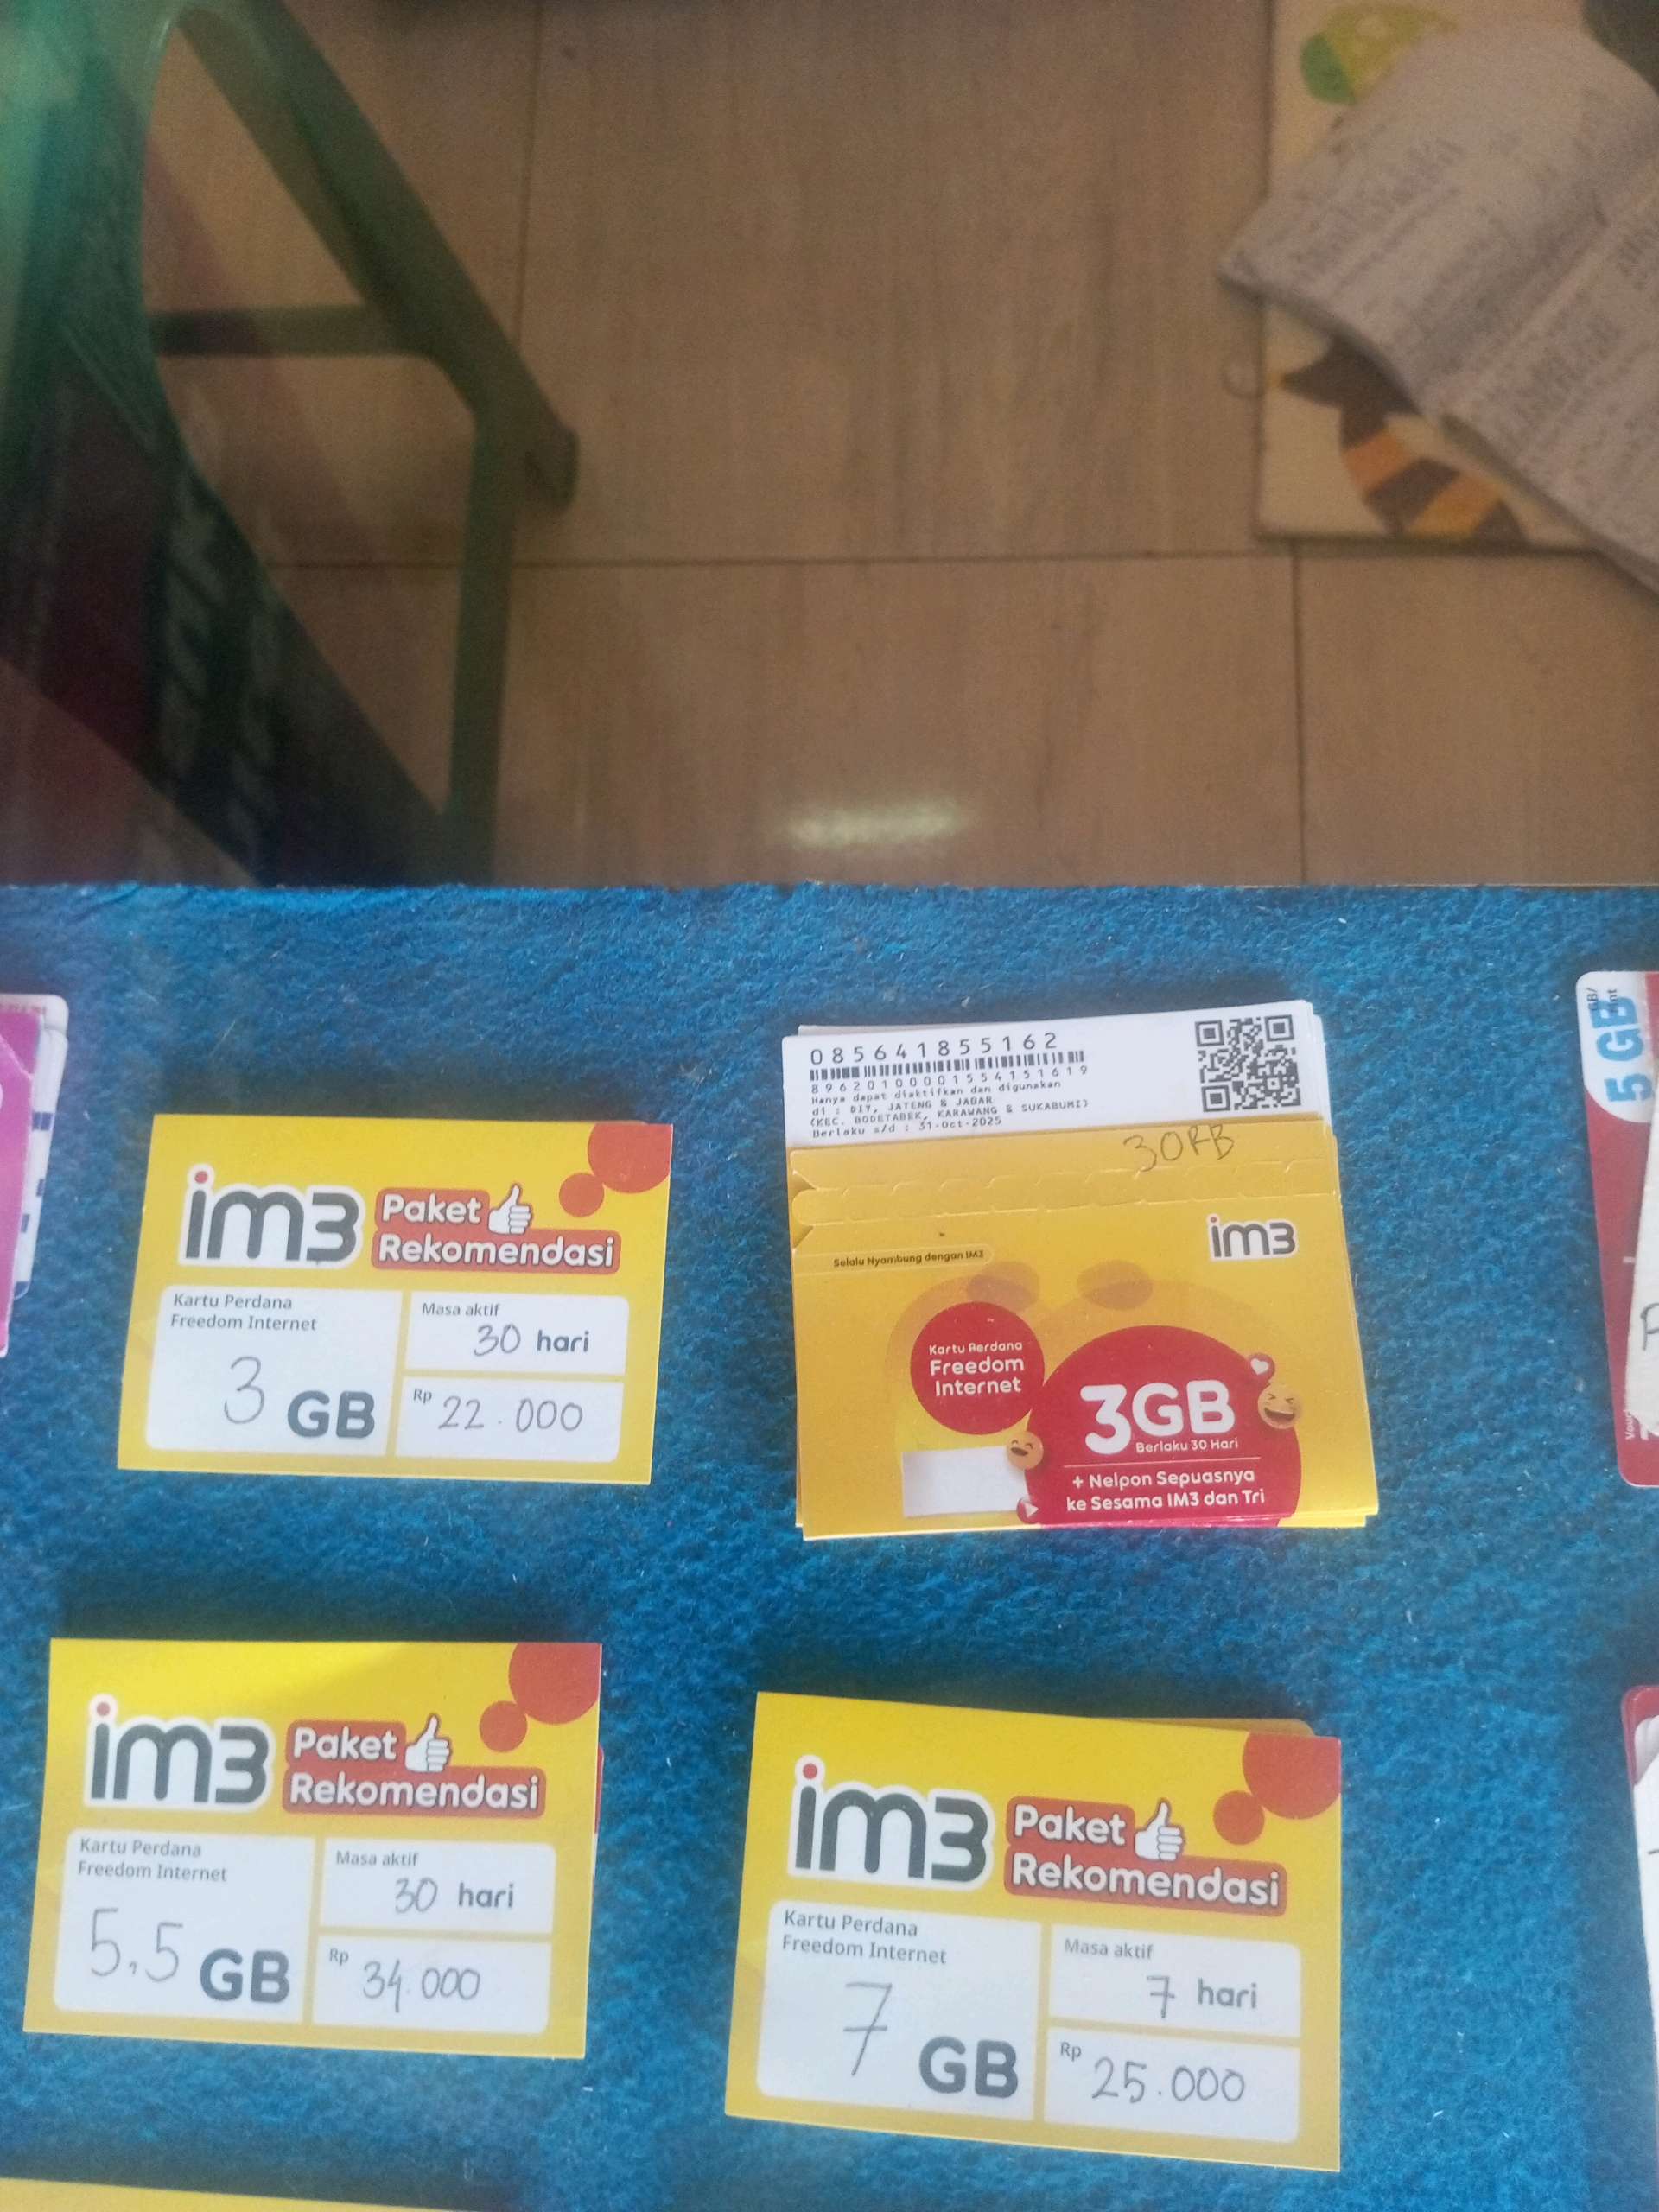 085641855162
89620100001554151619
Hanya dapat diaktifkan dan digunakan
di : DIY, JATENG & JABAR
(KEC. BODETABEK, KARAWANG & SUKABUMI)
Berlaku s/d : 31-Oct-2025
30RB
im3
Selalu Nyambung dengan IM3
Kartu Perdana
Freedom
Internet
3GB
Berlaku 30 Hari
+ Nelpon Sepuasnya
ke Sesama IM3 dan Tri
im3 Paket
Rekomendasi
Kartu Perdana
Freedom Internet
3 GB
Masa aktif
30 hari
Rp 22.000
im3 Paket
Rekomendasi
Kartu Perdana
Freedom Internet
5,5 GB
Masa aktif
30 hari
Rp 34.000
im3 Paket
Rekomendasi
Kartu Perdana
Freedom Internet
7 GB
Masa aktif
7 hari
Rp 25.000
5 GB